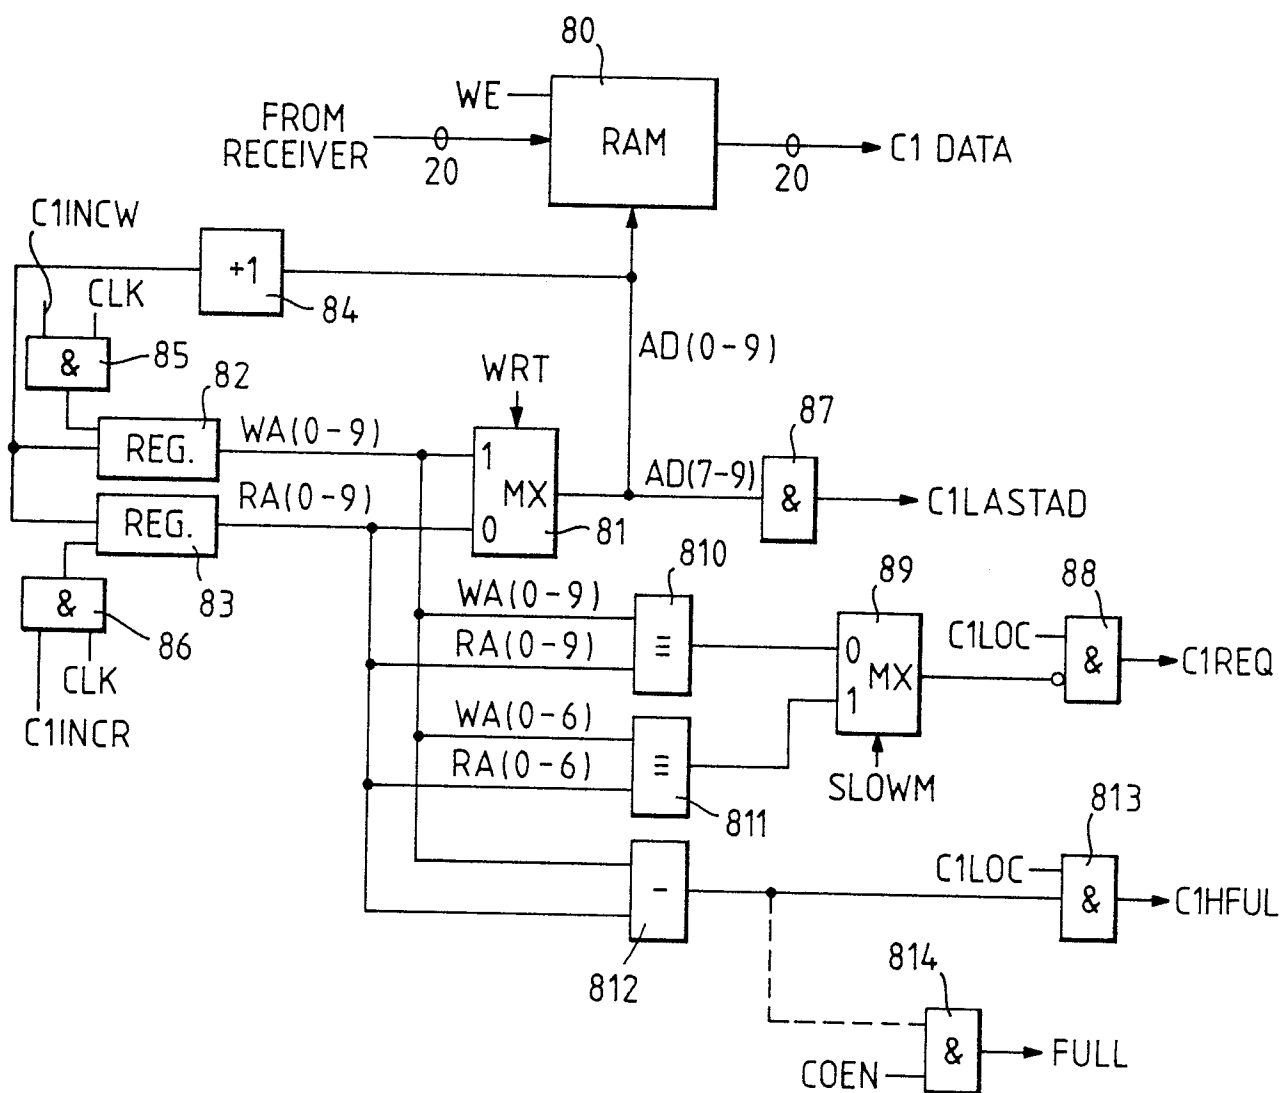 80
WE
FROM
RECEIVER
20
RAM
20
C1 DATA
C1INCW
CLK
+1
84
&
85
AD(0-9)
WRT
82
REG.
WA(0-9)
1
MX
0
81
AD(7-9)
87
&
C1LASTAD
REG.
RA(0-9)
83
&
86
CLK
C1INCR
WA(0-9)
RA(0-9)
810
≡
89
0
MX
1
SLOWM
C1LOC
88
&
C1REQ
WA(0-6)
RA(0-6)
≡
811
-
812
C1LOC
813
&
C1HFUL
814
&
COEN
FULL